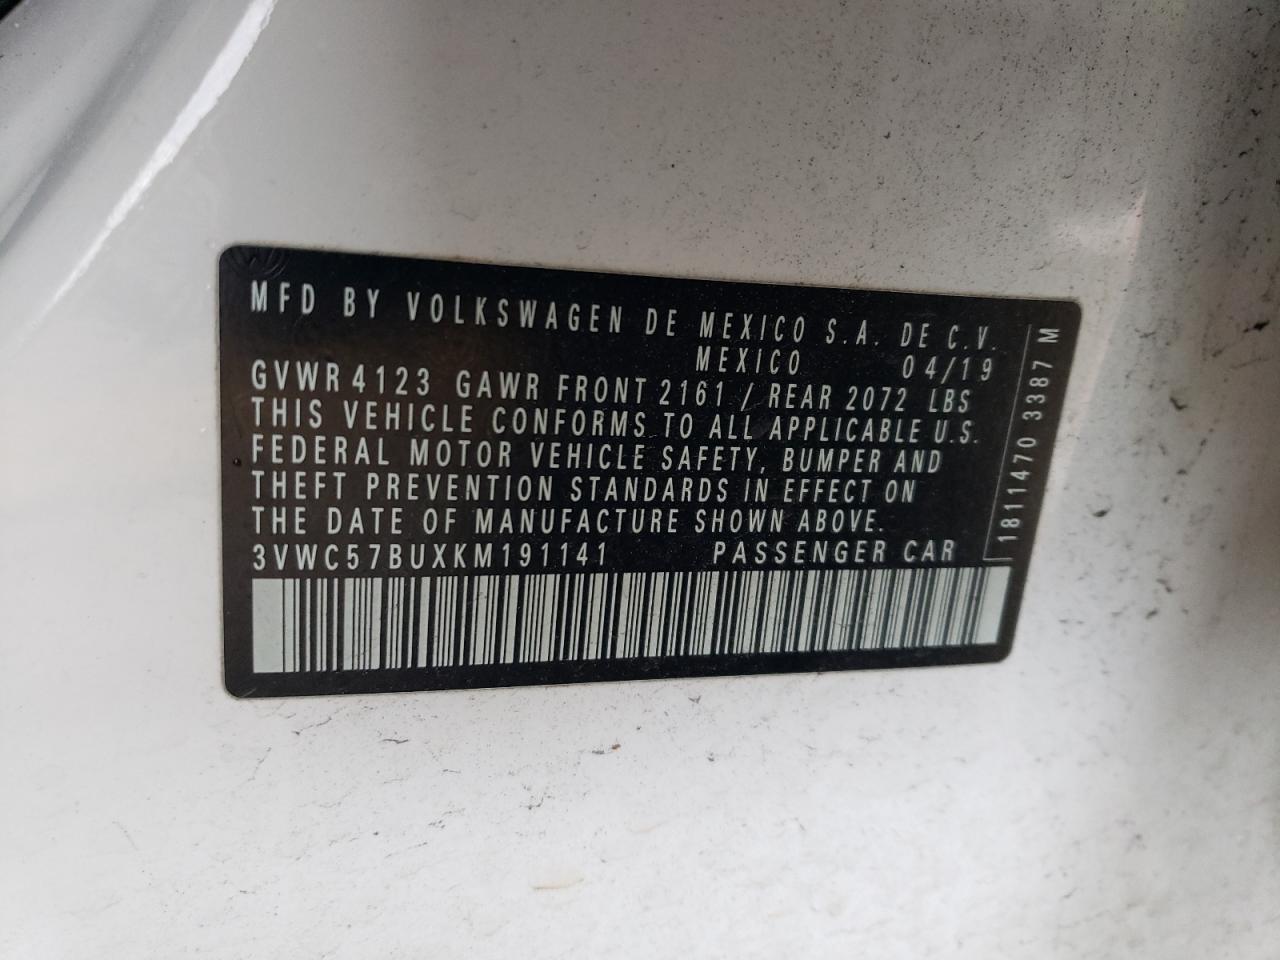 MFD BY VOLKSWAGEN DE MEXICO S.A. DE C.V.
MEXICO 04/19
GVWR 4123 GAWR FRONT 2161 / REAR 2072 LBS
THIS VEHICLE CONFORMS TO ALL APPLICABLE U.S.
FEDERAL MOTOR VEHICLE SAFETY, BUMPER AND
THEFT PREVENTION STANDARDS IN EFFECT ON
THE DATE OF MANUFACTURE SHOWN ABOVE.
3VWC57BUXKM191141 PASSENGER CAR
1811470 3387 M